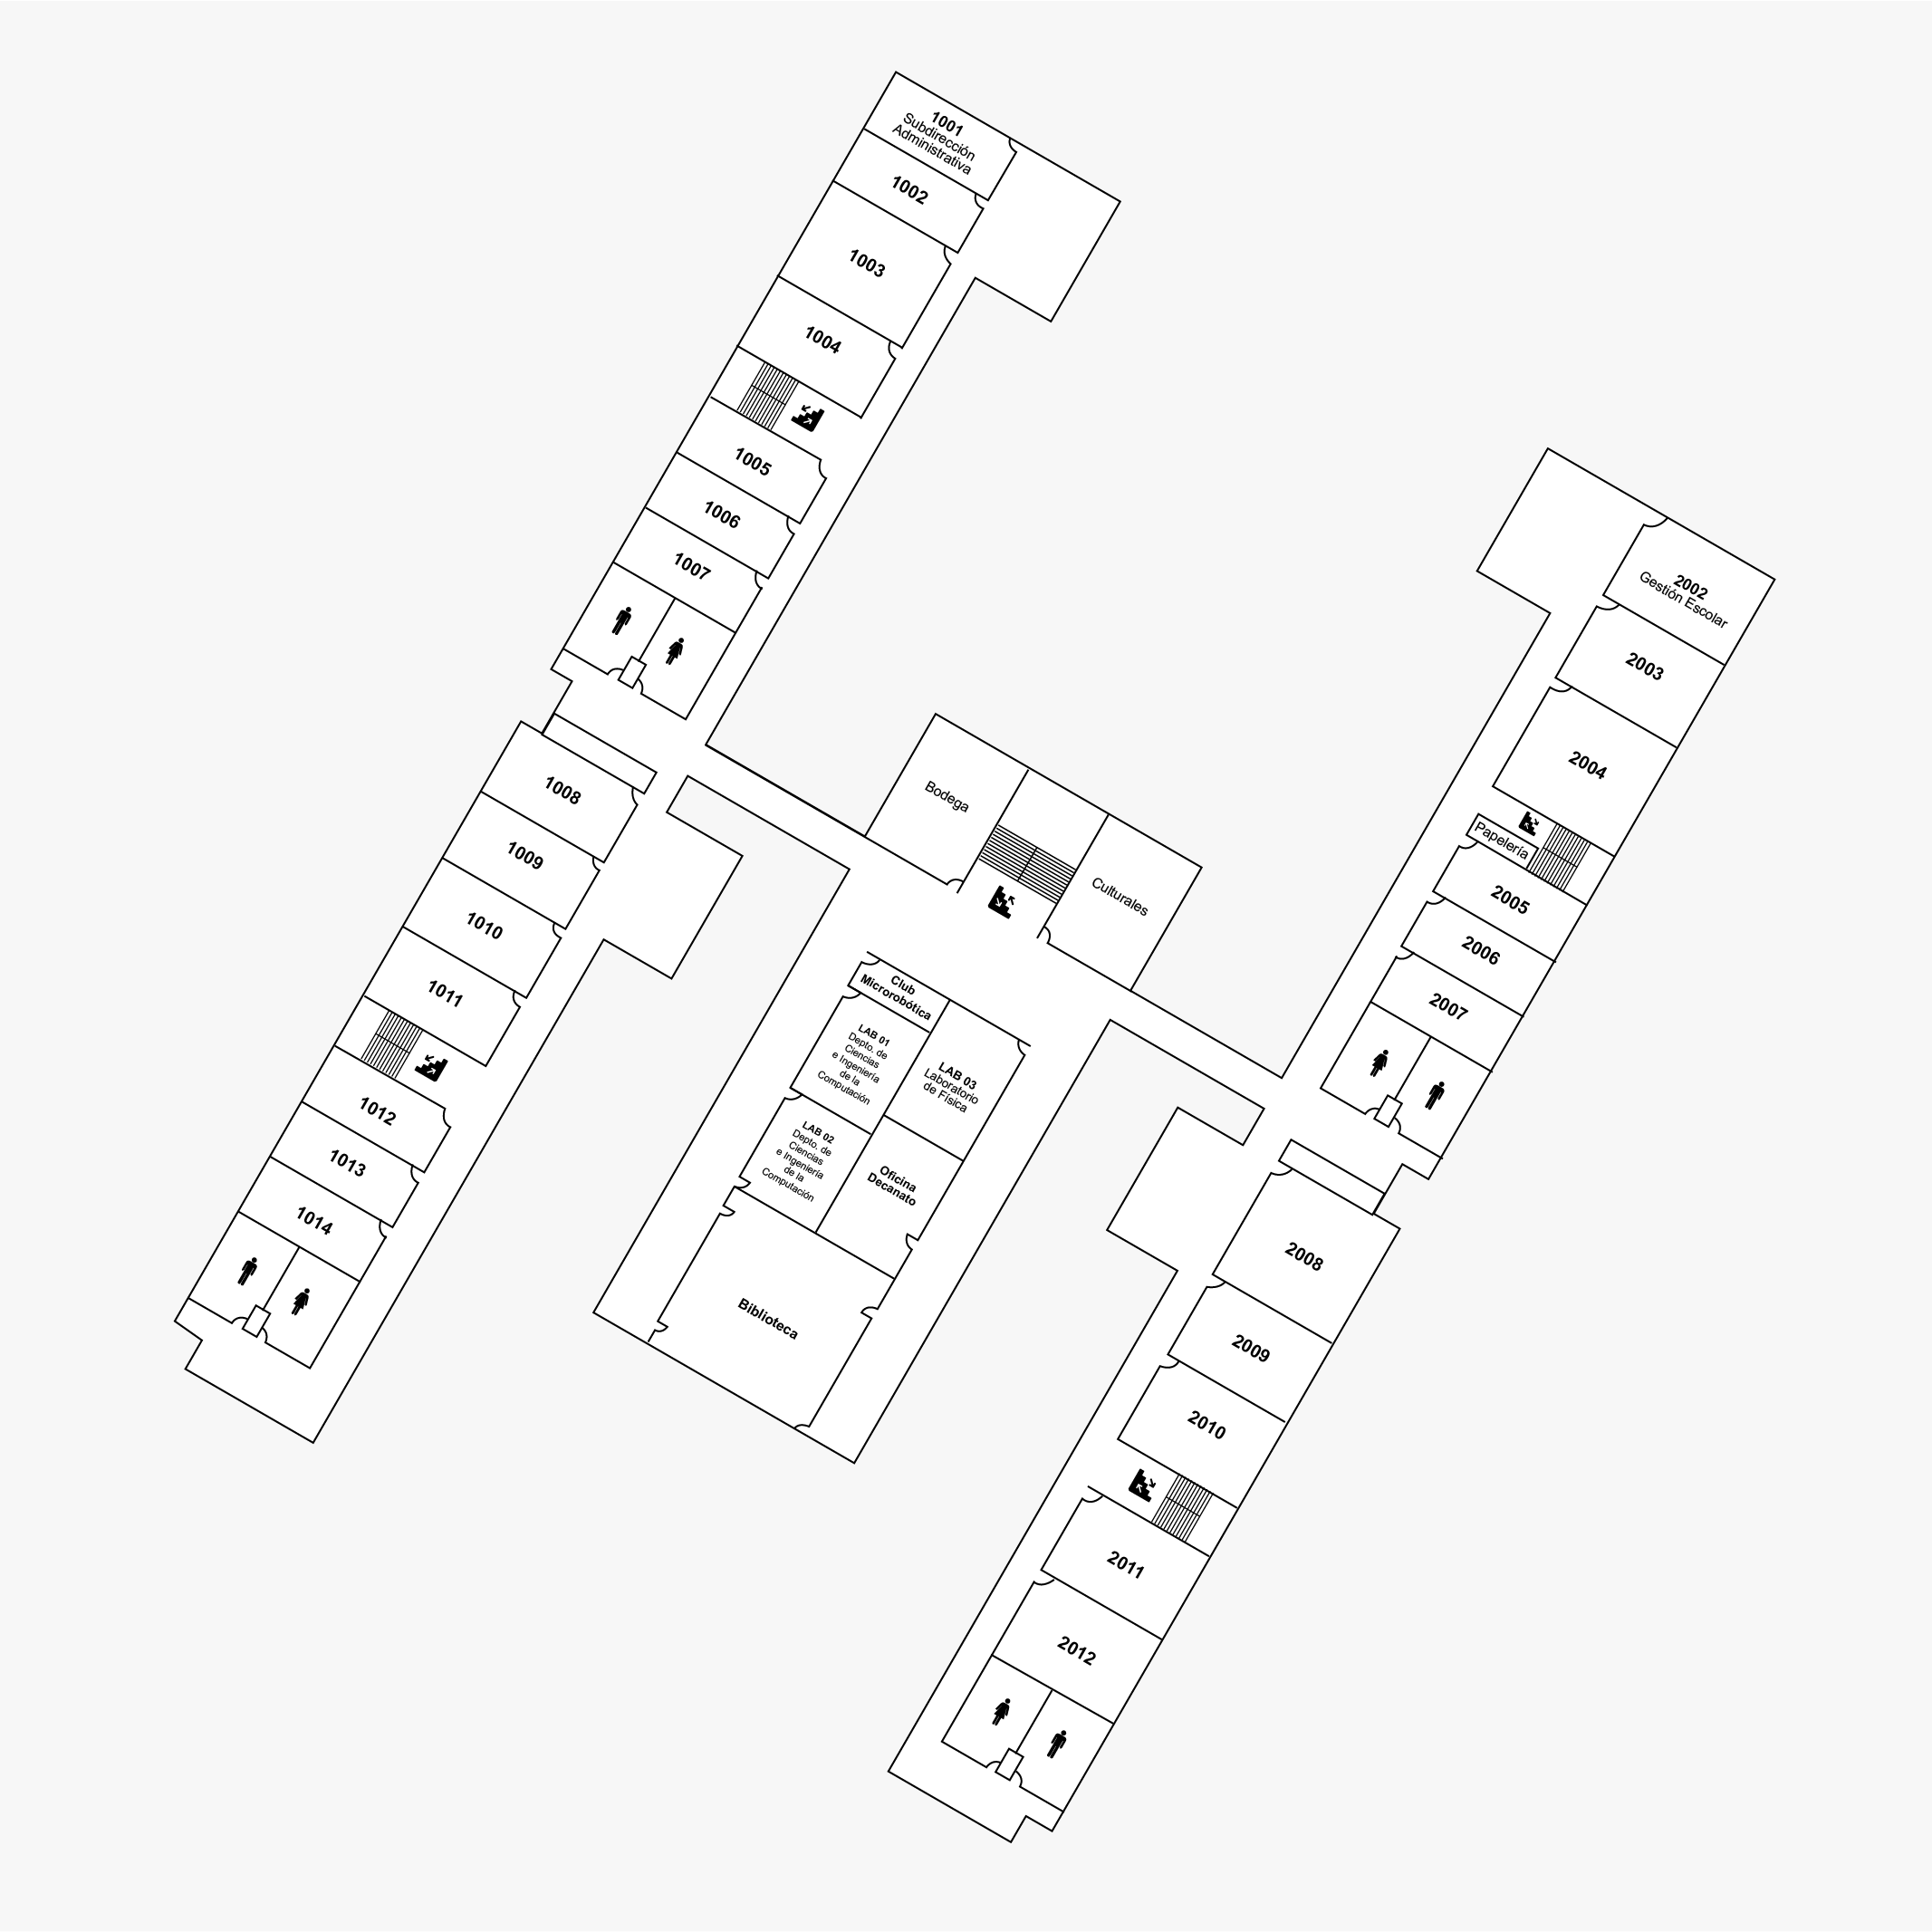 1001
Subdirección
Administrativa
1002
1003
1004
1005
1006
1007
1008
1009
1010
1011
1012
1013
1014
Bodega
Culturales
Club
Microrobótica
LAB 01
Depto. de
Ciencias
e Ingeniería
de la
Computación
LAB 03
Laboratorio
de Física
LAB 02
Depto. de
Ciencias
e Ingeniería
de la
Computación
Oficina
Decanato
Biblioteca
2002
Gestión Escolar
2003
2004
Papelería
2005
2006
2007
2008
2009
2010
2011
2012